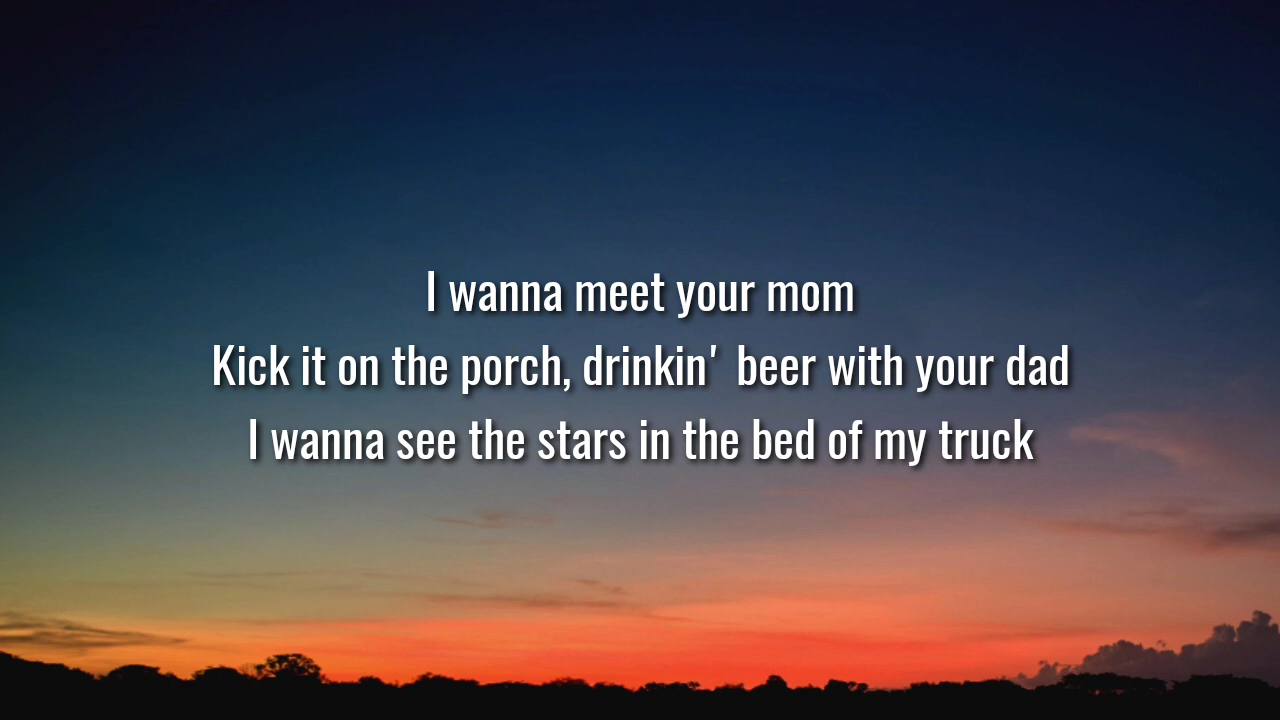 I wanna meet your mom
Kick it on the porch, drinkin' beer with your dad
I wanna see the stars in the bed of my truck